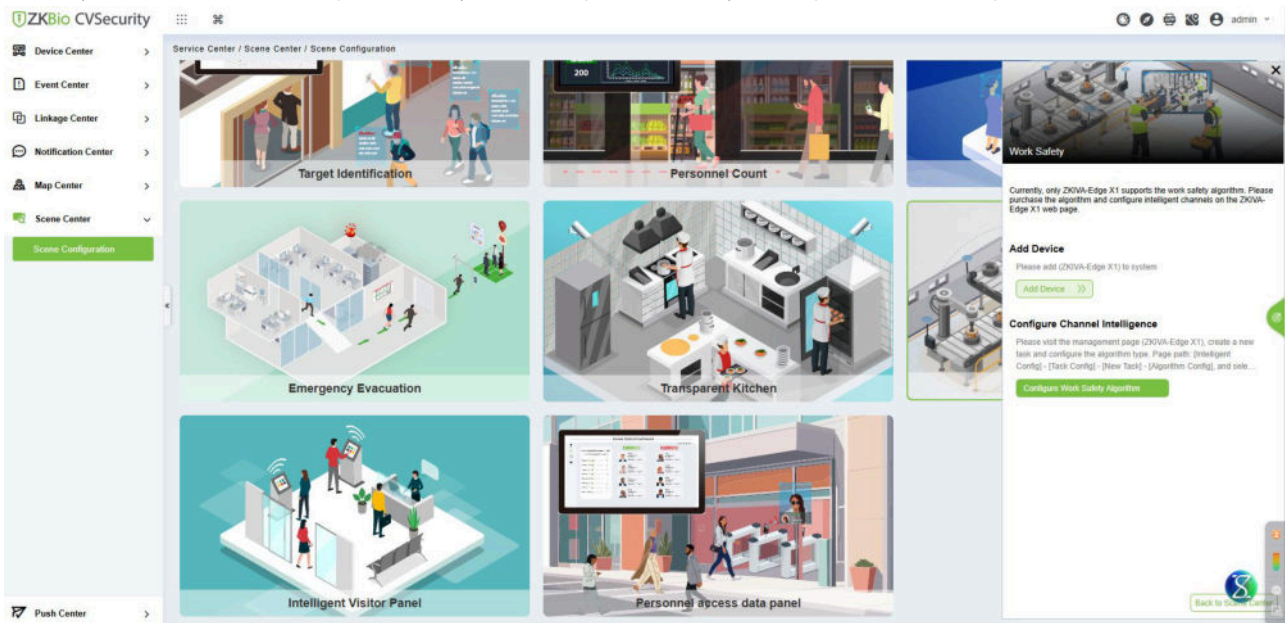 ZKBio CVSecurity
admin
Device Center
Event Center
Linkage Center
Notification Center
Map Center
Scene Center
Scene Configuration
Push Center
Service Center / Scene Center / Scene Configuration
200
Target Identification
Personnel Count
Emergency Evacuation
Transparent Kitchen
Intelligent Visitor Panel
Personnel access data panel
Work Safety
Currently, only ZKIVA-Edge X1 supports the work safety algorithm. Please
purchase the algorithm and configure intelligent channels on the ZKIVA-
Edge X1 web page.
Add Device
Please add (ZKIVA-Edge X1) to system
Add Device
Configure Channel Intelligence
Please visit the management page (ZKIVA-Edge X1), create a new
task and configure the algorithm type. Page path: [Intelligent
Config] - [Task Config] - [New Task] - [Algorithm Config], and sele...
Configure Work Safety Algorithm
Back to Scene Center